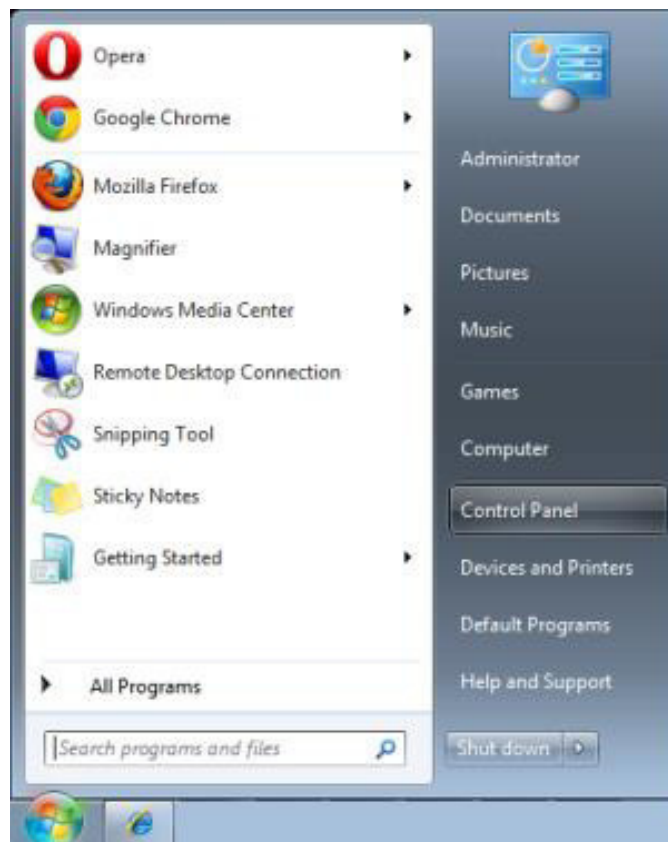 Opera
Google Chrome
Mozilla Firefox
Magnifier
Windows Media Center
Remote Desktop Connection
Snipping Tool
Sticky Notes
Getting Started
All Programs
Search programs and files
Administrator
Documents
Pictures
Music
Games
Computer
Control Panel
Devices and Printers
Default Programs
Help and Support
Shut down